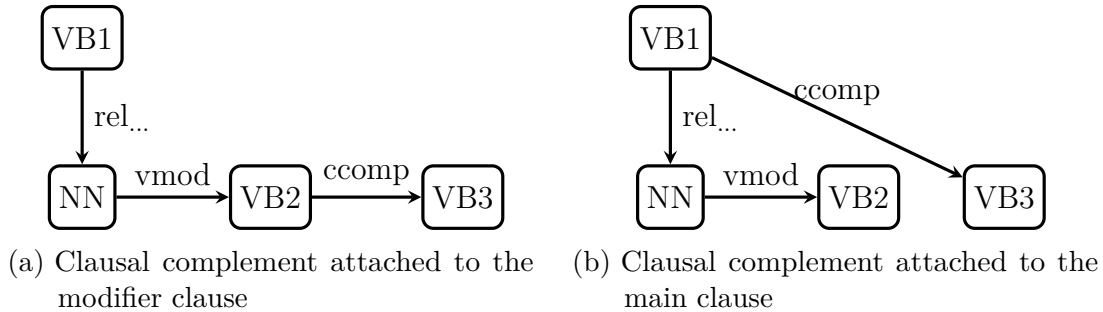 VB1
rel...
NN
vmod
VB2
ccomp
VB3
(a) Clausal complement attached to the
modifier clause
VB1
ccomp
rel...
NN
vmod
VB2
VB3
(b) Clausal complement attached to the
main clause